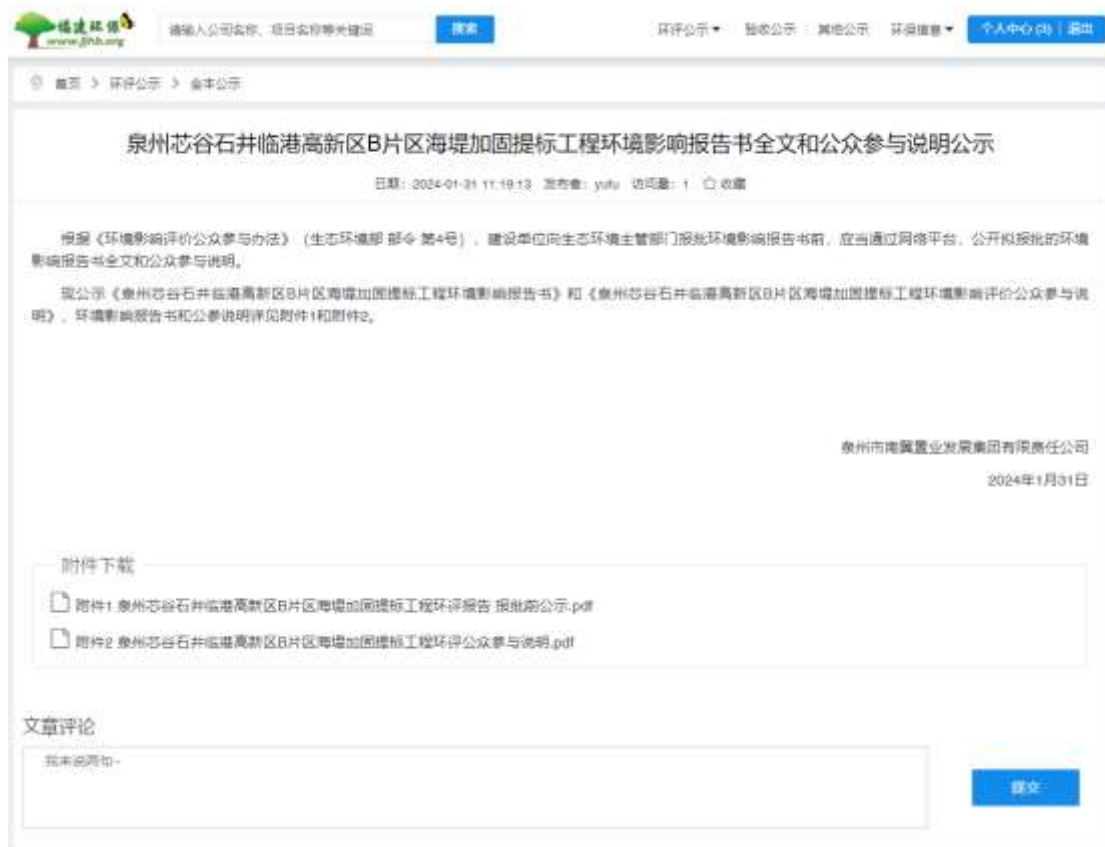 福建环保
www.fjhb.org
请输入公司名称、项目名称等关键词
搜索
环评公示
验收公示
其他公示
环保信息
个人中心 (3) | 退出
首页 > 环评公示 > 全本公示
泉州芯谷石井临港高新区B片区海堤加固提标工程环境影响报告书全文和公众参与说明公示
日期：2024-01-31 11:19:13 发布者：yufu 访问量：1 收藏
根据《环境影响评价公众参与办法》（生态环境部 部令 第4号），建设单位向生态环境主管部门报批环境影响报告书前，应当通过网络平台，公开拟报批的环境
影响报告书全文和公众参与说明。
现公示《泉州芯谷石井临港高新区B片区海堤加固提标工程环境影响报告书》和《泉州芯谷石井临港高新区B片区海堤加固提标工程环境影响评价公众参与说
明》，环境影响报告书和公参说明详见附件1和附件2。
泉州市南翼置业发展集团有限责任公司
2024年1月31日
附件下载
附件1 泉州芯谷石井临港高新区B片区海堤加固提标工程环评报告 报批前公示.pdf
附件2 泉州芯谷石井临港高新区B片区海堤加固提标工程环评公众参与说明.pdf
文章评论
我来说两句~
提交